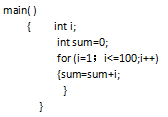 main( )
{ int i;
int sum=0;
for (i=1；i<=100;i++)
{sum=sum+i;
}
}